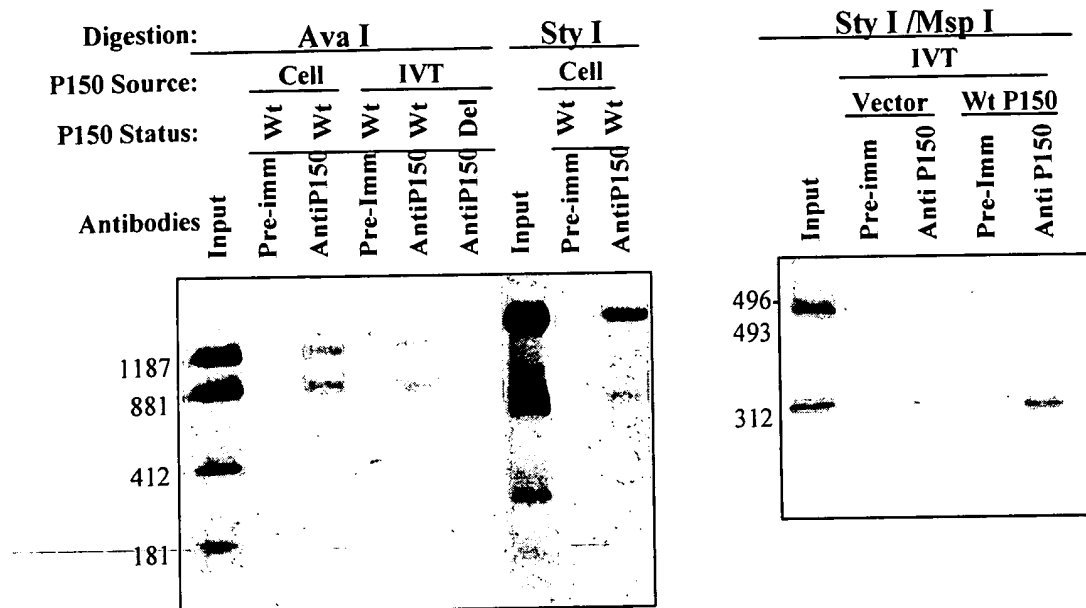 Digestion: Ava I Sty I Sty I /Msp I
P150 Source: Cell IVT Cell IVT
P150 Status: Wt Wt Wt Wt Del Wt Wt Vector Wt P150
Antibodies Input Pre-imm AntiP150 Pre-Imm AntiP150 AntiP150 Input Pre-imm AntiP150 Input Pre-imm Anti P150 Pre-Imm Anti P150
1187
881
412
181
496
493
312